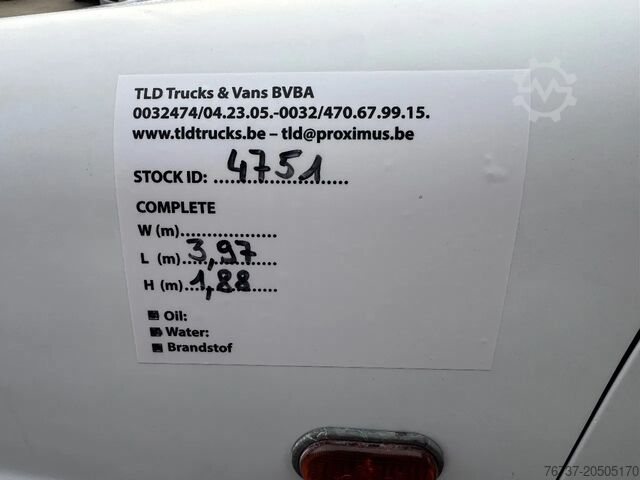 TLD Trucks & Vans BVBA
0032474/04.23.05.-0032/470.67.99.15.
www.tldtrucks.be – tld@proximus.be
STOCK ID: ...4751...
COMPLETE
W (m)...................
L (m)...3,97...
H (m)...1,88...
Oil:
Water:
Brandstof
76737-20505170